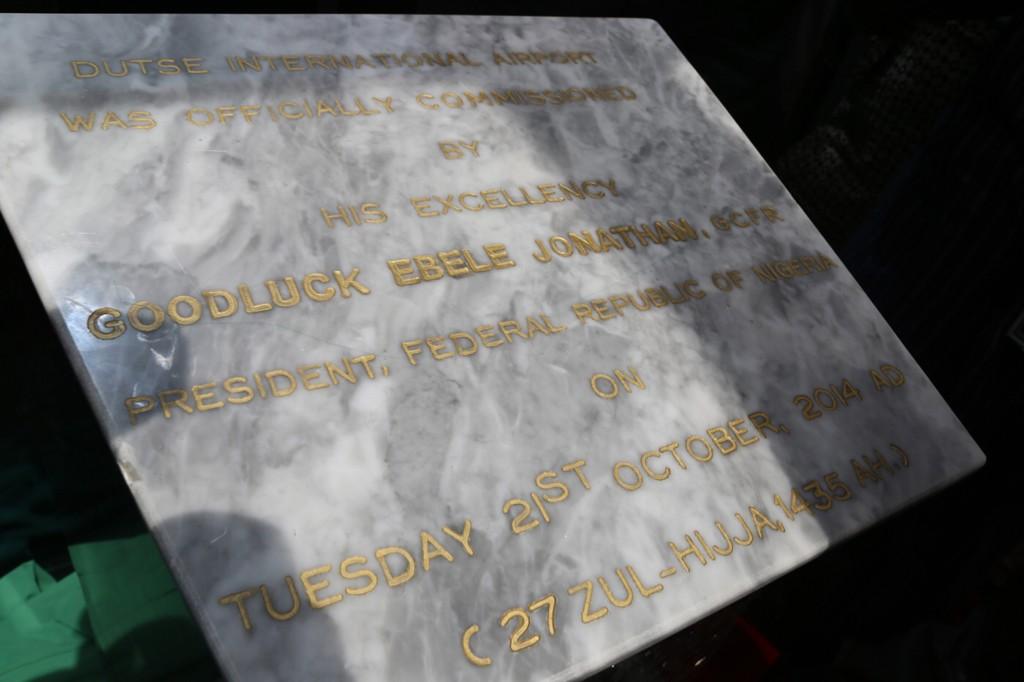 DUTSE INTERNATIONAL AIRPORT
WAS OFFICIALLY COMMISSIONED
BY
HIS EXCELLENCY
GOODLUCK EBELE JONATHAN, GCFR
PRESIDENT, FEDERAL REPUBLIC OF NIGERIA
ON
TUESDAY 21ST OCTOBER, 2014 AD
(27 ZUL-HIJJA, 1435 AH.)